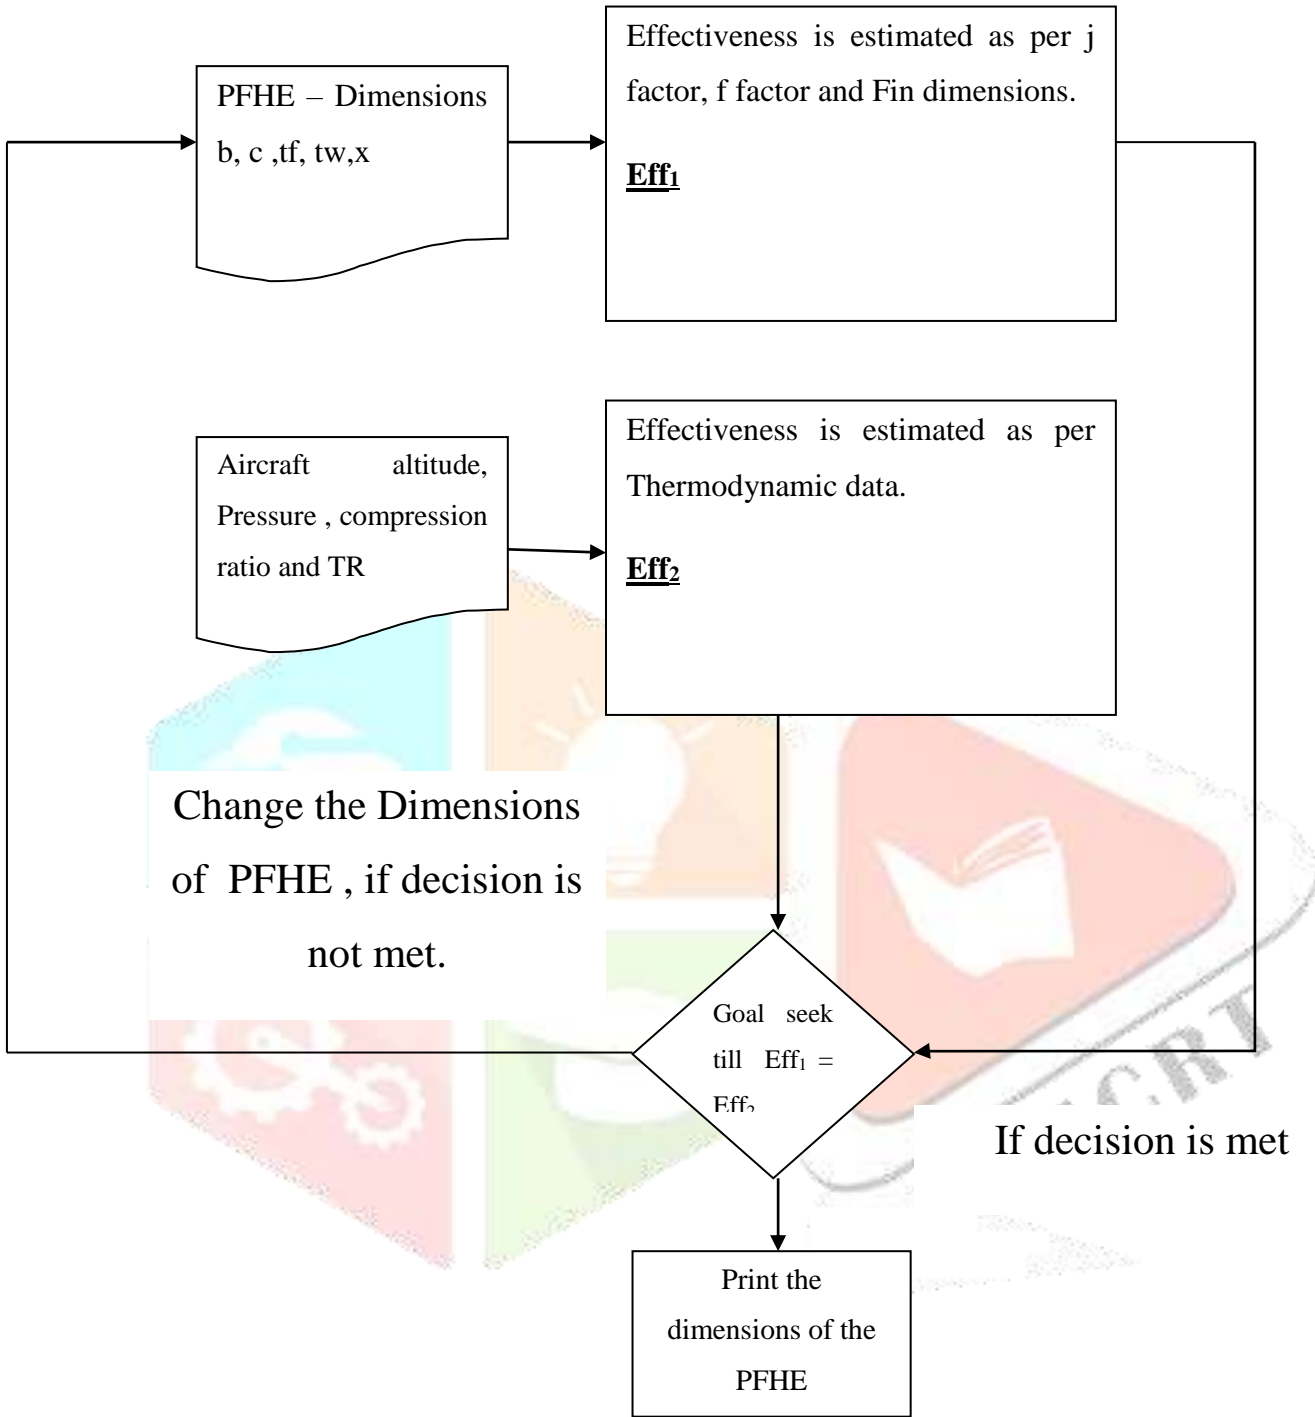 PFHE – Dimensions
b, c ,tf, tw,x
Effectiveness is estimated as per j
factor, f factor and Fin dimensions.
Eff₁
Aircraft altitude,
Pressure , compression
ratio and TR
Effectiveness is estimated as per
Thermodynamic data.
Eff₂
Change the Dimensions
of PFHE , if decision is
not met.
Goal seek
till Eff₁ =
Eff₂
If decision is met
Print the
dimensions of the
PFHE